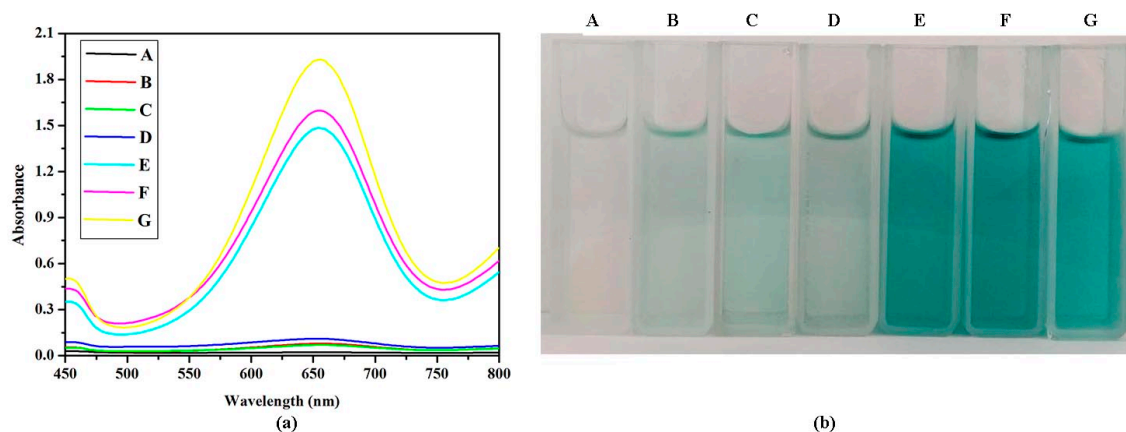 2.1
1.8
1.5
1.2
0.9
0.6
0.3
0.0
Absorbance
A
B
C
D
E
F
G
450 500 550 600 650 700 750 800
Wavelength (nm)
(a)
A B C D E F G
(b)